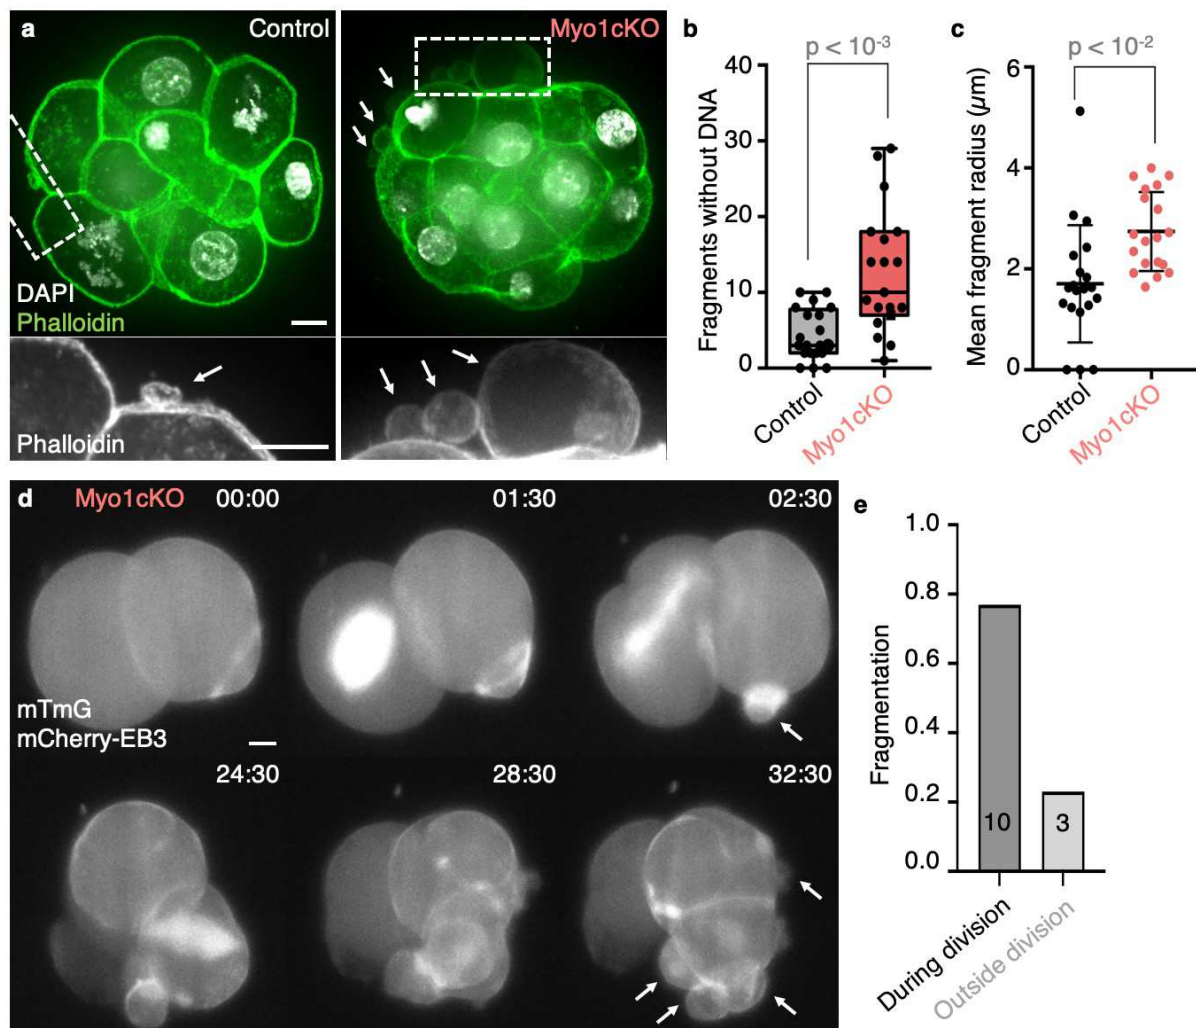 a
Control
Myo1cKO
DAPI
Phalloidin
Phalloidin
b
p < 10-3
Fragments without DNA
40
30
20
10
0
Control
Myo1cKO
c
p < 10-2
Mean fragment radius (µm)
6
4
2
0
Control
Myo1cKO
d
Myo1cKO
00:00
01:30
02:30
mTmG
mCherry-EB3
24:30
28:30
32:30
e
Fragmentation
1.0
0.8
0.6
0.4
0.2
0.0
10
3
During division
Outside division